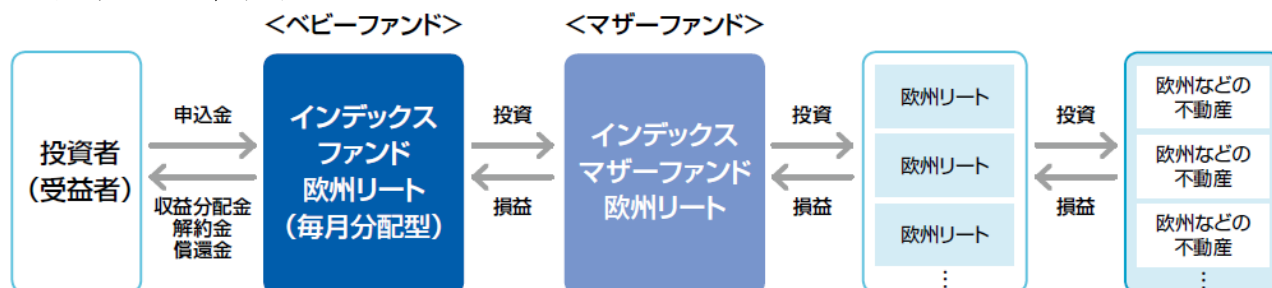 <ベビーファンド>
<マザーファンド>
投資者
(受益者)
申込金
収益分配金
解約金
償還金
インデックス
ファンド
欧州リート
(毎月分配型)
投資
損益
インデックス
マザーファンド
欧州リート
投資
損益
欧州リート
欧州リート
欧州リート
⋮
投資
損益
欧州などの
不動産
欧州などの
不動産
欧州などの
不動産
⋮